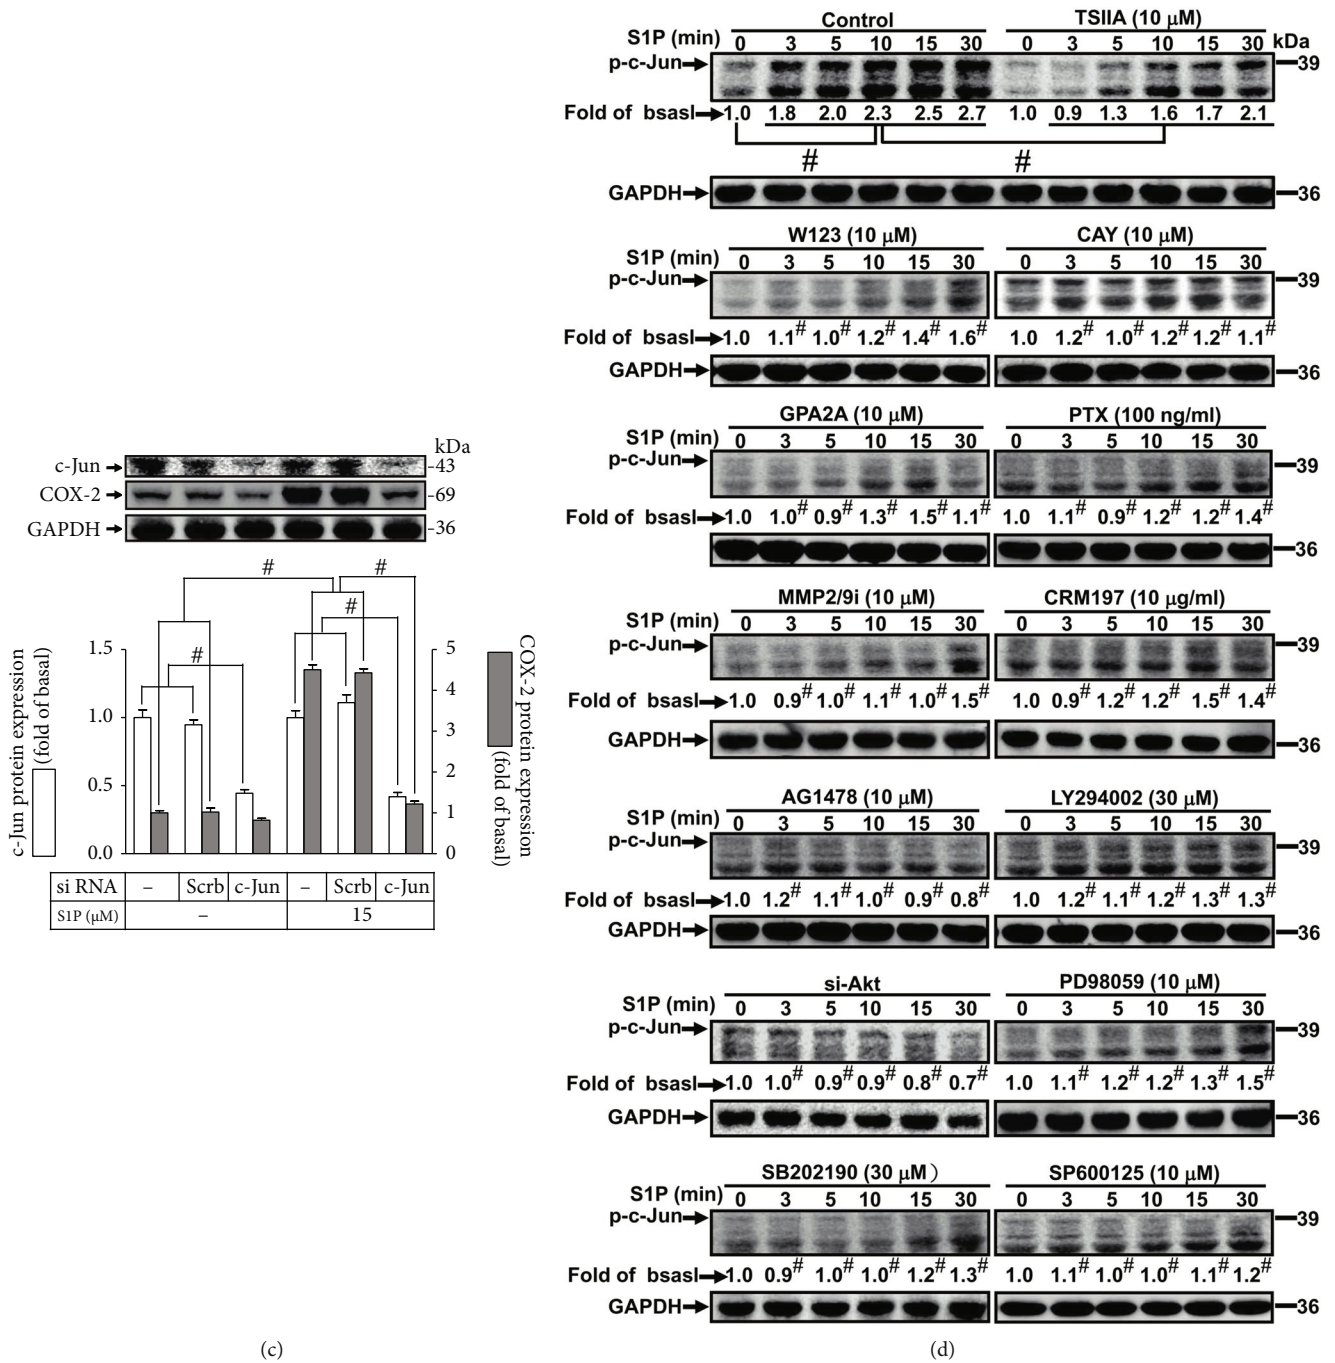 kDa
c-Jun
-43
COX-2
-69
GAPDH
-36
#
#
#
#
c-Jun protein expression
(fold of basal)
1.5
1.0
0.5
0.0
5
4
3
2
1
0
COX-2 protein expression
(fold of basal)
si RNA – Scrb c-Jun – Scrb c-Jun
S1P (μM) – 15
(c)
Control TSIIA (10 μM)
S1P (min) 0 3 5 10 15 30 0 3 5 10 15 30 kDa
p-c-Jun 39
Fold of bsasl 1.0 1.8 2.0 2.3 2.5 2.7 1.0 0.9 1.3 1.6 1.7 2.1
# #
GAPDH 36
W123 (10 μM) CAY (10 μM)
S1P (min) 0 3 5 10 15 30 0 3 5 10 15 30
p-c-Jun 39
Fold of bsasl 1.0 1.1# 1.0# 1.2# 1.4# 1.6# 1.0 1.2# 1.0# 1.2# 1.2# 1.1#
GAPDH 36
GPA2A (10 μM) PTX (100 ng/ml)
S1P (min) 0 3 5 10 15 30 0 3 5 10 15 30
p-c-Jun 39
Fold of bsasl 1.0 1.0# 0.9# 1.3# 1.5# 1.1# 1.0 1.1# 0.9# 1.2# 1.2# 1.4#
GAPDH 36
MMP2/9i (10 μM) CRM197 (10 μg/ml)
S1P (min) 0 3 5 10 15 30 0 3 5 10 15 30
p-c-Jun 39
Fold of bsasl 1.0 0.9# 1.0# 1.1# 1.0# 1.5# 1.0 0.9# 1.2# 1.2# 1.5# 1.4#
GAPDH 36
AG1478 (10 μM) LY294002 (30 μM)
S1P (min) 0 3 5 10 15 30 0 3 5 10 15 30
p-c-Jun 39
Fold of bsasl 1.0 1.2# 1.1# 1.0# 0.9# 0.8# 1.0 1.2# 1.1# 1.2# 1.3# 1.3#
GAPDH 36
si-Akt PD98059 (10 μM)
S1P (min) 0 3 5 10 15 30 0 3 5 10 15 30
p-c-Jun 39
Fold of bsasl 1.0 1.0# 0.9# 0.9# 0.8# 0.7# 1.0 1.1# 1.2# 1.2# 1.3# 1.5#
GAPDH 36
SB202190 (30 μM) SP600125 (10 μM)
S1P (min) 0 3 5 10 15 30 0 3 5 10 15 30
p-c-Jun 39
Fold of bsasl 1.0 0.9# 1.0# 1.0# 1.2# 1.3# 1.0 1.1# 1.0# 1.0# 1.1# 1.2#
GAPDH 36
(d)